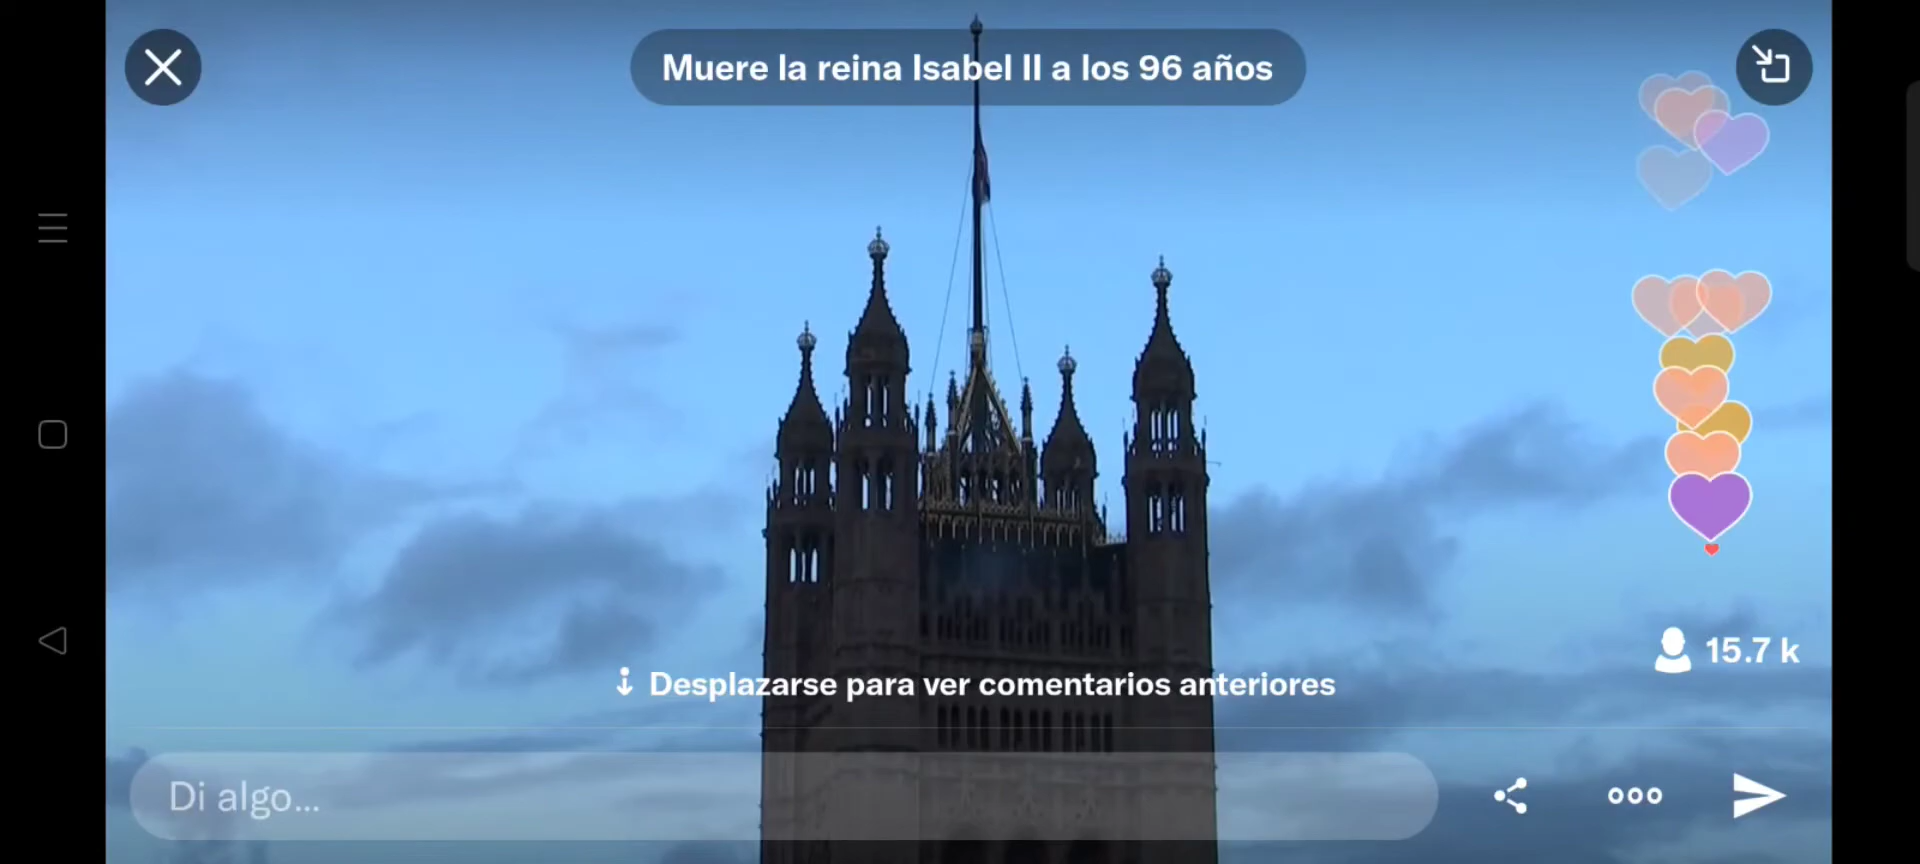 Muere la reina Isabel II a los 96 años
15.7 k
Desplazarse para ver comentarios anteriores
Di algo...